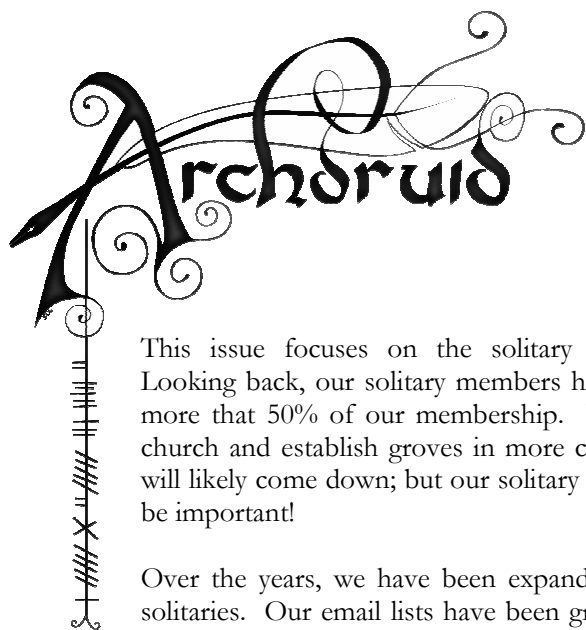 Archdruid
ᚐᚏᚕᚇᚏᚒᚔᚇ
This issue focuses on the solitary
Looking back, our solitary members h
more that 50% of our membership.
church and establish groves in more c
will likely come down; but our solitary
be important!
Over the years, we have been expand
solitaries. Our email lists have been gr